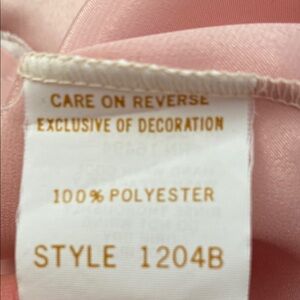 CARE ON REVERSE
EXCLUSIVE OF DECORATION
100% POLYESTER
STYLE 1204B